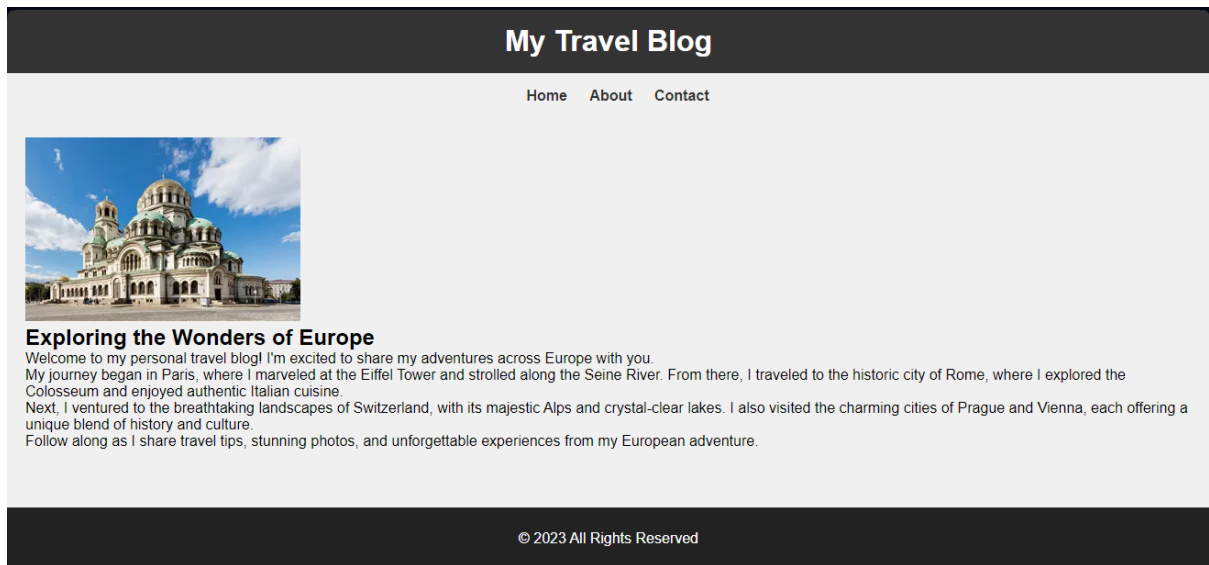 My Travel Blog
Home About Contact
Exploring the Wonders of Europe
Welcome to my personal travel blog! I'm excited to share my adventures across Europe with you.
My journey began in Paris, where I marveled at the Eiffel Tower and strolled along the Seine River. From there, I traveled to the historic city of Rome, where I explored the
Colosseum and enjoyed authentic Italian cuisine.
Next, I ventured to the breathtaking landscapes of Switzerland, with its majestic Alps and crystal-clear lakes. I also visited the charming cities of Prague and Vienna, each offering a
unique blend of history and culture.
Follow along as I share travel tips, stunning photos, and unforgettable experiences from my European adventure.
© 2023 All Rights Reserved